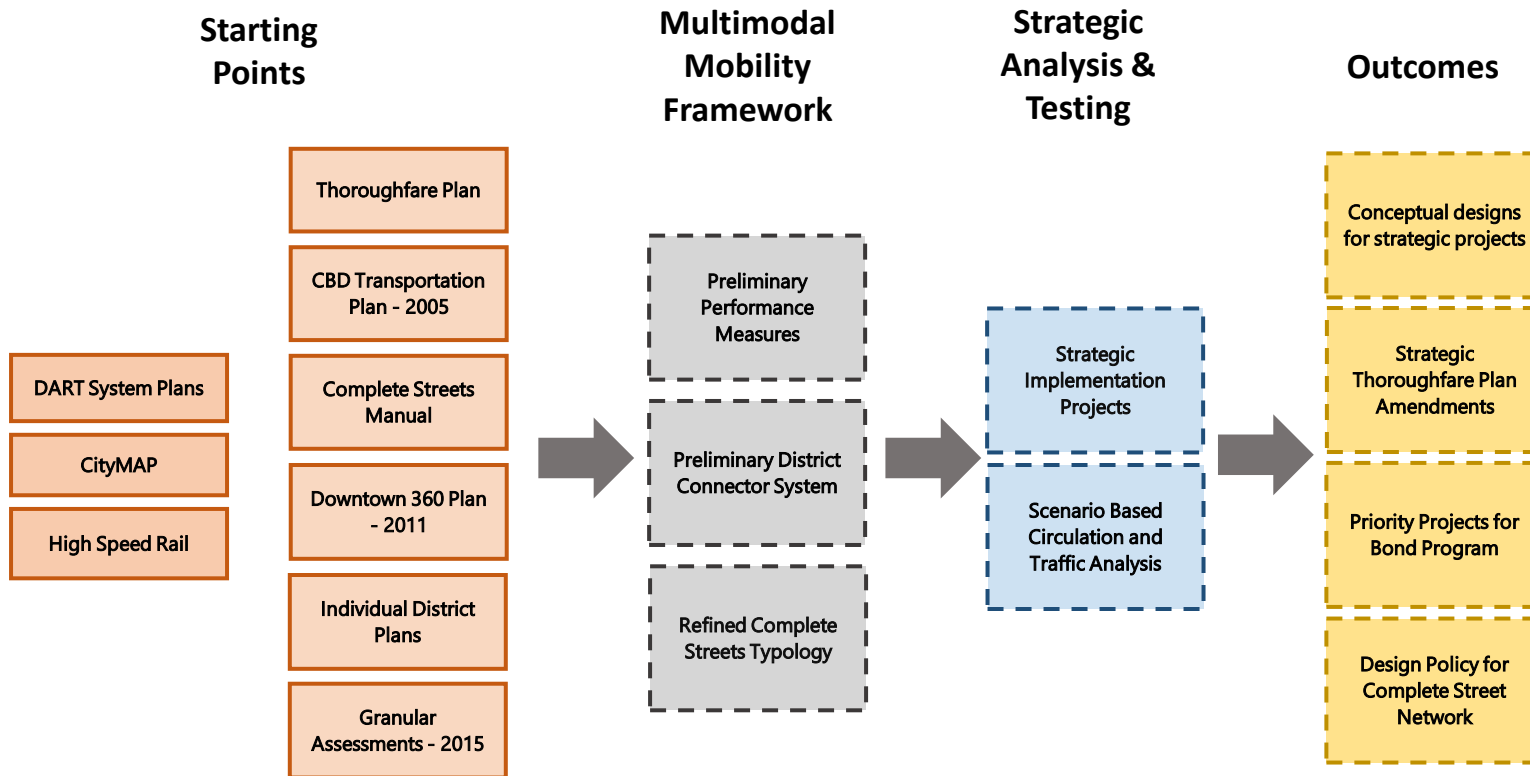 Starting
Points
DART System Plans
CityMAP
High Speed Rail
Thoroughfare Plan
CBD Transportation
Plan - 2005
Complete Streets
Manual
Downtown 360 Plan
- 2011
Individual District
Plans
Granular
Assessments - 2015
Multimodal
Mobility
Framework
Preliminary
Performance
Measures
Preliminary District
Connector System
Refined Complete
Streets Typology
Strategic
Analysis &
Testing
Strategic
Implementation
Projects
Scenario Based
Circulation and
Traffic Analysis
Outcomes
Conceptual designs
for strategic projects
Strategic
Thoroughfare Plan
Amendments
Priority Projects for
Bond Program
Design Policy for
Complete Street
Network